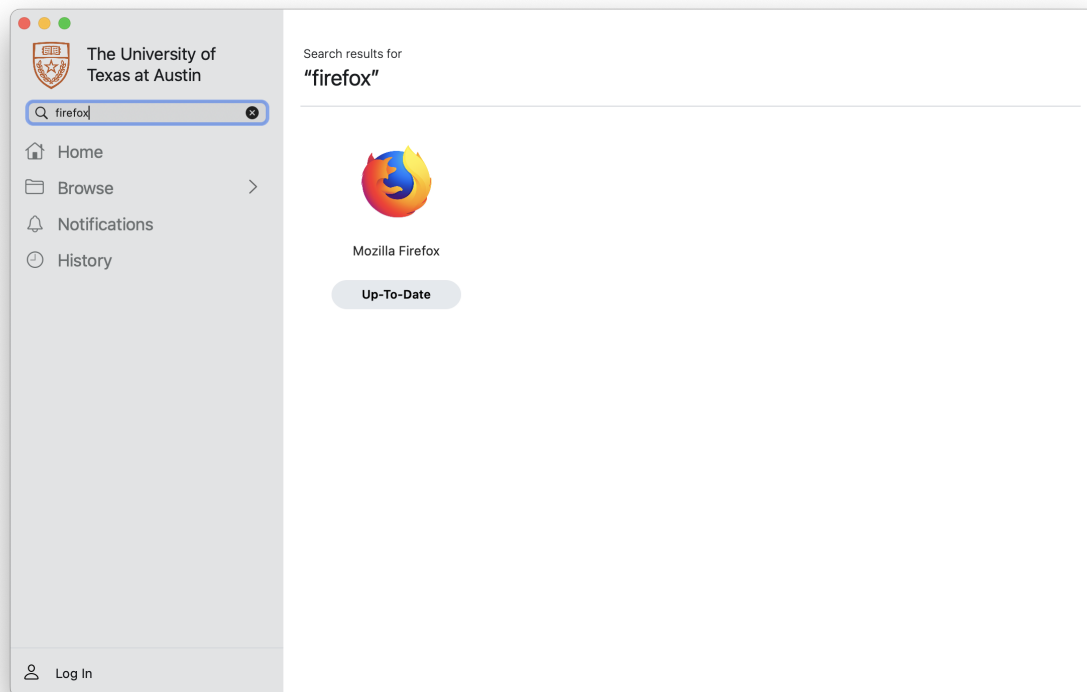 The University of
Texas at Austin
firefox
Home
Browse
Notifications
History
Log In
Search results for
“firefox”
Mozilla Firefox
Up-To-Date